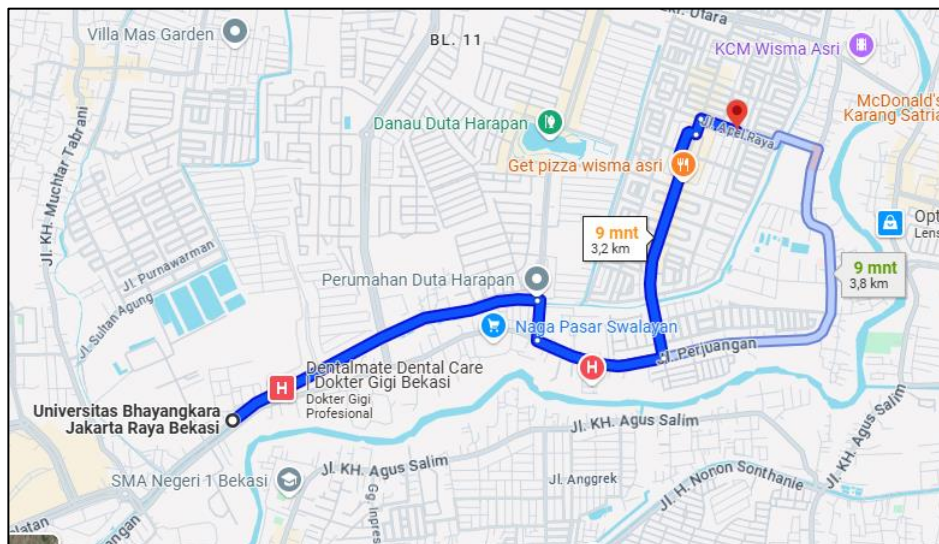 Villa Mas Garden
BL. 11
Utara
KCM Wisma Asri
McDonald's
Karang Satria
Danau Duta Harapan
Jl. Apel Raya
Get pizza wisma asri
Jl. KH. Muchtar Tabrani
9 mnt
3,2 km
Jl. Purnawarman
Jl. Sultan Agung
Perumahan Duta Harapan
9 mnt
3,8 km
Naga Pasar Swalayan
Jl. Perjuangan
H
Dentalmate Dental Care
| Dokter Gigi Bekasi
Dokter Gigi
Profesional
H
Universitas Bhayangkara
Jakarta Raya Bekasi
Jl. KH. Agus Salim
Jl. KH. Agus Salim
Jl. KH. Agus Salim
SMA Negeri 1 Bekasi
Gg. Inpres
Jl. Anggrek
Jl. H. Nonon Sonthanie